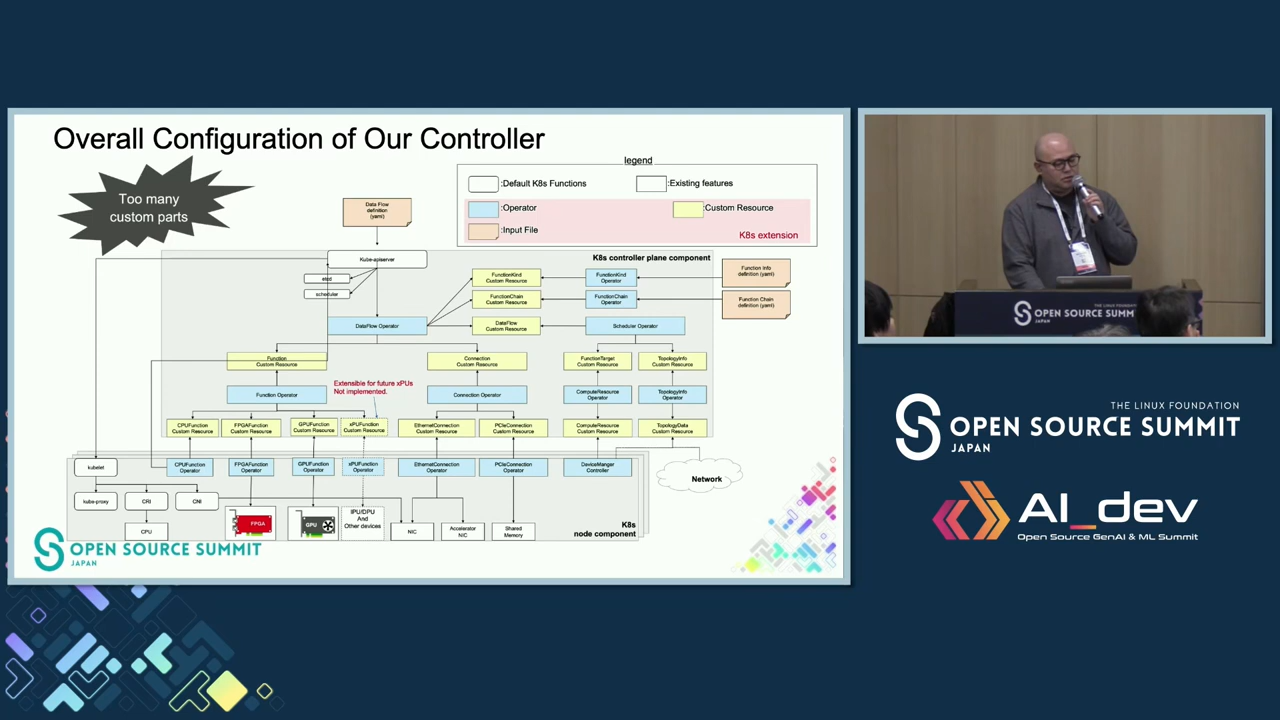 Overall Configuration of Our Controller
Too many
custom parts
legend
:Default K8s Functions
:Existing features
:Operator
:Custom Resource
:Input File
K8s extension
Data Flow
definition
(yaml)
Kube-apiserver
etcd
scheduler
K8s controller plane component
FunctionKind
Custom Resource
FunctionKind
Operator
Function Info
definition (yaml)
FunctionChain
Custom Resource
FunctionChain
Operator
Function Chain
definition (yaml)
DataFlow Operator
DataFlow
Custom Resource
Scheduler Operator
Function
Custom Resource
Connection
Custom Resource
FunctionTarget
Custom Resource
TopologyInfo
Custom Resource
Extensible for future xPUs
Not implemented.
Function Operator
Connection Operator
ComputeResource
Operator
TopologyInfo
Operator
CPUFunction
Custom Resource
FPGAFunction
Custom Resource
GPUFunction
Custom Resource
xPUFunction
Custom Resource
EthernetConnection
Custom Resource
PCIeConnection
Custom Resource
ComputeResource
Custom Resource
TopologyData
Custom Resource
kubelet
CPUFunction
Operator
FPGAFunction
Operator
GPUFunction
Operator
xPUFunction
Operator
EthernetConnection
Operator
PCIeConnection
Operator
DeviceManger
Controller
Network
kube-proxy
CRI
CNI
CPU
FPGA
GPU
IPU/DPU
And
Other devices
NIC
Accelerator
NIC
Shared
Memory
K8s
node component
OPEN SOURCE SUMMIT
JAPAN
OPEN SOURCE SUMM
JAPAN
THE LINUX FOUNDATION
OPEN SOURCE SUMMIT
JAPAN
AI_dev
Open Source GenAI & ML Summit